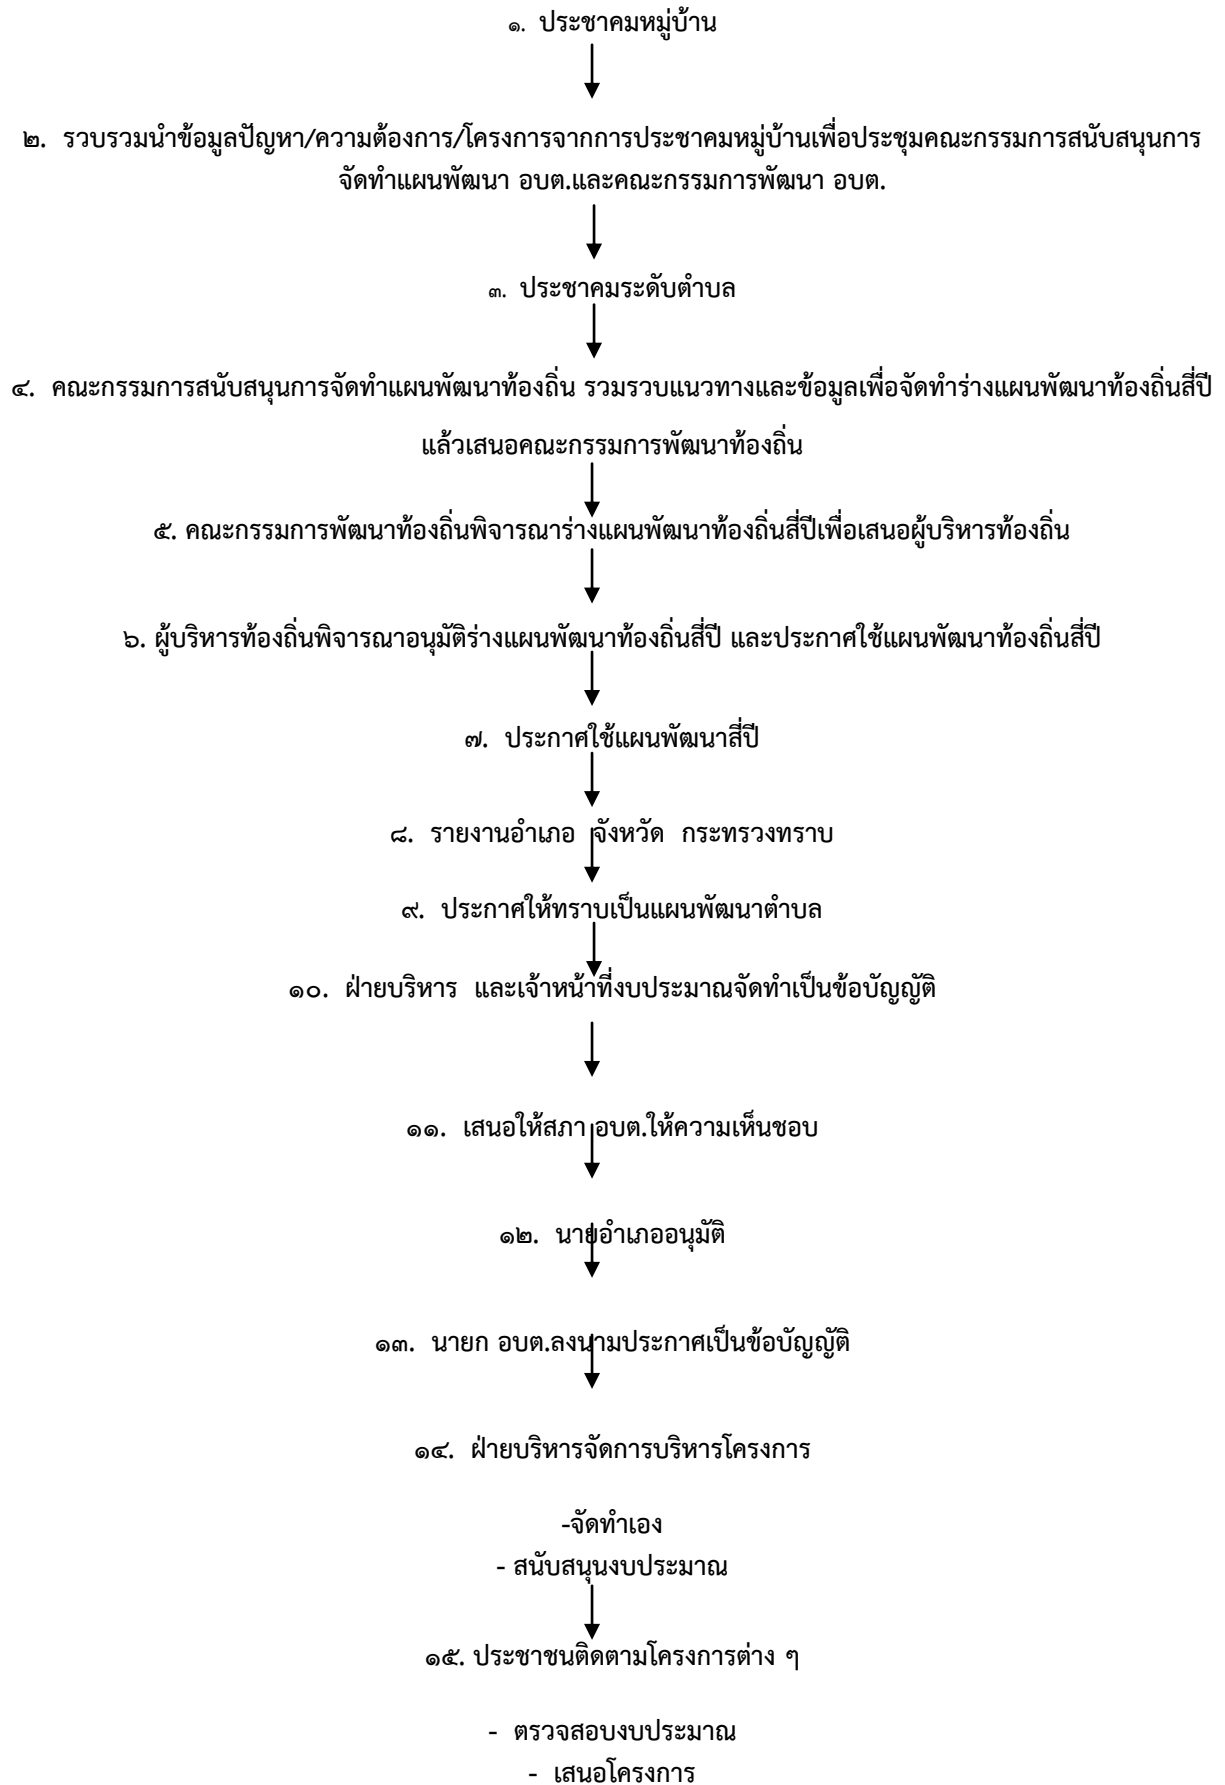 ๑. ประชาคมหมู่บ้าน
๒. รวบรวมนำข้อมูลปัญหา/ความต้องการ/โครงการจากการประชาคมหมู่บ้านเพื่อประชุมคณะกรรมการสนับสนุนการ
จัดทำแผนพัฒนา อบต.และคณะกรรมการพัฒนา อบต.
๓. ประชาคมระดับตำบล
๔. คณะกรรมการสนับสนุนการจัดทำแผนพัฒนาท้องถิ่น รวมรวบแนวทางและข้อมูลเพื่อจัดทำร่างแผนพัฒนาท้องถิ่นสี่ปี
แล้วเสนอคณะกรรมการพัฒนาท้องถิ่น
๕. คณะกรรมการพัฒนาท้องถิ่นพิจารณาร่างแผนพัฒนาท้องถิ่นสี่ปีเพื่อเสนอผู้บริหารท้องถิ่น
๖. ผู้บริหารท้องถิ่นพิจารณาอนุมัติร่างแผนพัฒนาท้องถิ่นสี่ปี และประกาศใช้แผนพัฒนาท้องถิ่นสี่ปี
๗. ประกาศใช้แผนพัฒนาสี่ปี
๘. รายงานอำเภอ จังหวัด กระทรวงทราบ
๙. ประกาศให้ทราบเป็นแผนพัฒนาตำบล
๑๐. ฝ่ายบริหาร และเจ้าหน้าที่งบประมาณจัดทำเป็นข้อบัญญัติ
๑๑. เสนอให้สภา อบต.ให้ความเห็นชอบ
๑๒. นายอำเภออนุมัติ
๑๓. นายก อบต.ลงนามประกาศเป็นข้อบัญญัติ
๑๔. ฝ่ายบริหารจัดการบริหารโครงการ
-จัดทำเอง
- สนับสนุนงบประมาณ
๑๕. ประชาชนติดตามโครงการต่าง ๆ
- ตรวจสอบงบประมาณ
- เสนอโครงการ